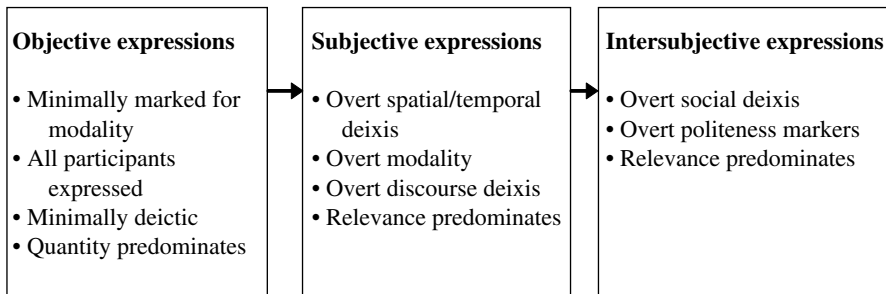 Objective expressions
• Minimally marked for
modality
• All participants
expressed
• Minimally deictic
• Quantity predominates
Subjective expressions
• Overt spatial/temporal
deixis
• Overt modality
• Overt discourse deixis
• Relevance predominates
Intersubjective expressions
• Overt social deixis
• Overt politeness markers
• Relevance predominates